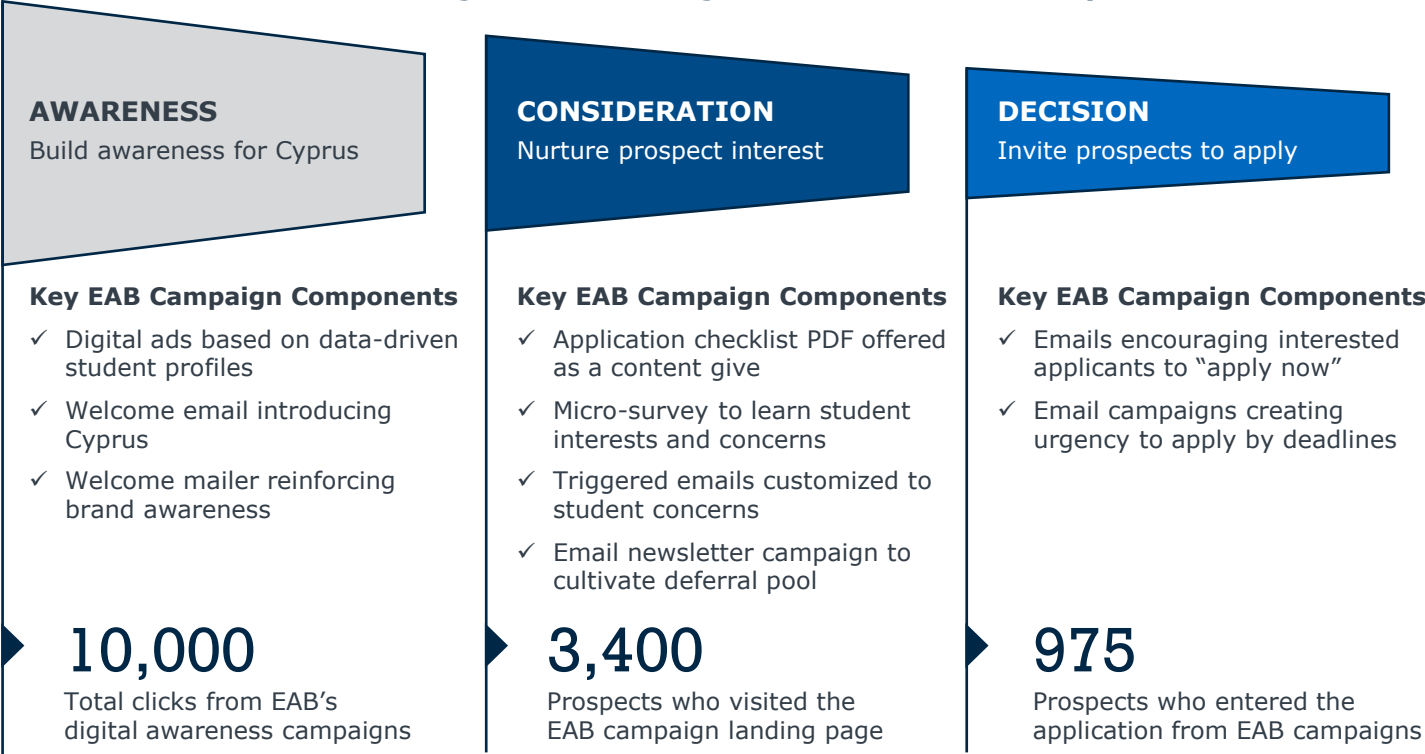 AWARENESS
Build awareness for Cyprus
Key EAB Campaign Components
✓ Digital ads based on data-driven
student profiles
✓ Welcome email introducing
Cyprus
✓ Welcome mailer reinforcing
brand awareness
10,000
Total clicks from EAB’s
digital awareness campaigns
CONSIDERATION
Nurture prospect interest
Key EAB Campaign Components
✓ Application checklist PDF offered
as a content give
✓ Micro-survey to learn student
interests and concerns
✓ Triggered emails customized to
student concerns
✓ Email newsletter campaign to
cultivate deferral pool
3,400
Prospects who visited the
EAB campaign landing page
DECISION
Invite prospects to apply
Key EAB Campaign Components
✓ Emails encouraging interested
applicants to “apply now”
✓ Email campaigns creating
urgency to apply by deadlines
975
Prospects who entered the
application from EAB campaigns